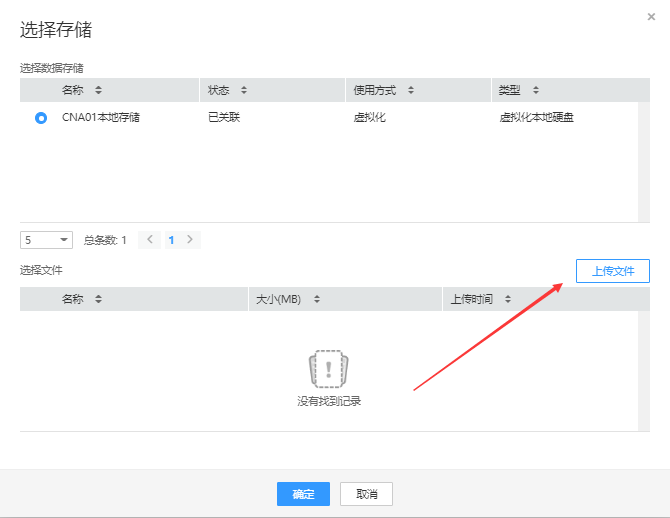 选择存储
选择数据存储
名称 状态 使用方式 类型
CNA01本地存储 已关联 虚拟化 虚拟化本地硬盘
5 总条数: 1 1
选择文件 上传文件
名称 大小(MB) 上传时间
没有找到记录
确定 取消